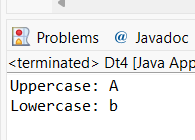 Problems @ Javadoc
<terminated> Dt4 [Java App
Uppercase: A
Lowercase: b